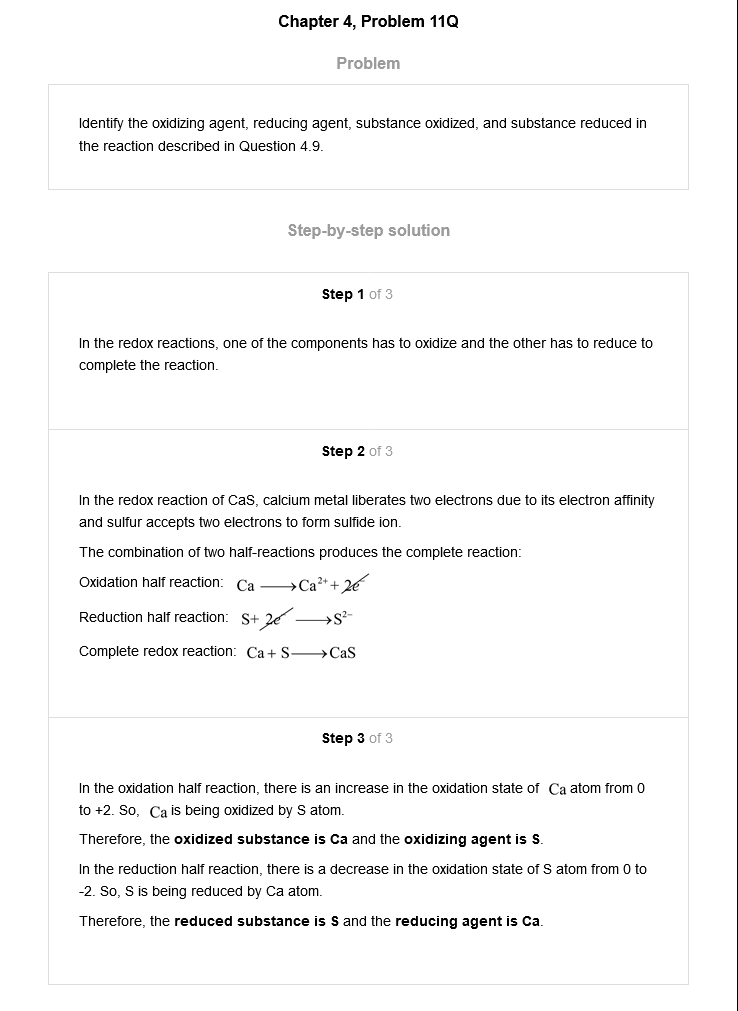 Chapter 4, Problem 11Q
Problem
Identify the oxidizing agent, reducing agent, substance oxidized, and substance reduced in
the reaction described in Question 4.9.
Step-by-step solution
Step 1 of 3
In the redox reactions, one of the components has to oxidize and the other has to reduce to
complete the reaction.
Step 2 of 3
In the redox reaction of CaS, calcium metal liberates two electrons due to its electron affinity
and sulfur accepts two electrons to form sulfide ion.
The combination of two half-reactions produces the complete reaction:
Oxidation half reaction: Ca ⟶ Ca²⁺ + 2e⁻
Reduction half reaction: S+ 2e⁻ ⟶ S²⁻
Complete redox reaction: Ca + S ⟶ CaS
Step 3 of 3
In the oxidation half reaction, there is an increase in the oxidation state of Ca atom from 0
to +2. So, Ca is being oxidized by S atom.
Therefore, the oxidized substance is Ca and the oxidizing agent is S.
In the reduction half reaction, there is a decrease in the oxidation state of S atom from 0 to
-2. So, S is being reduced by Ca atom.
Therefore, the reduced substance is S and the reducing agent is Ca.